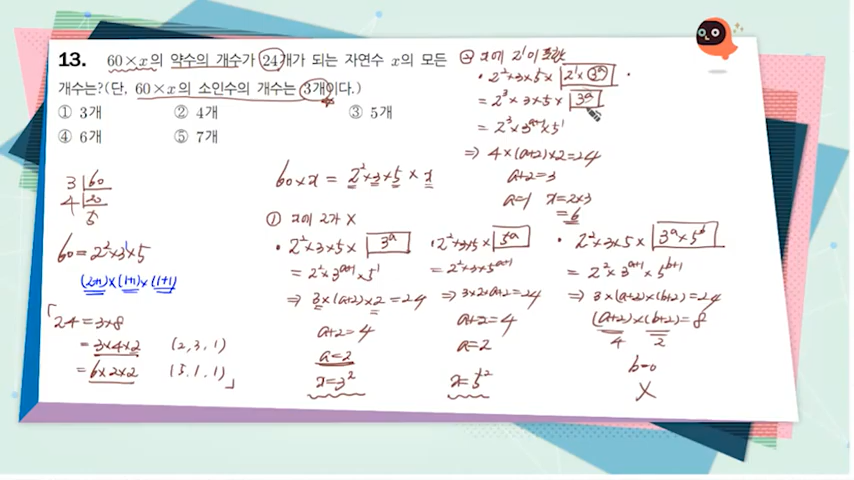 13. 60×x의 약수의 개수가 24개가 되는 자연수 x의 모든
개수는?(단, 60×x의 소인수의 개수는 3개이다.)
① 3개 ② 4개 ③ 5개
④ 6개 ⑤ 7개
3 60
4 20
5
60=2²×3×5
(2+1)×(1+1)×(1+1)
「24=3×8
=3×4×2 (2,3,1)
=6×2×2 (5.1.1)」
60×x = 2²×3×5×x
① x에 2가 X
• 2²×3×5× 3ᵃ
=2²×3ᵃ⁺¹×5¹
⇒ 3×(a+2)×2=24
a+2=4
a=2
x=3²
• 2²×3×5× 5ᵃ
=2²×3×5ᵃ⁺¹
⇒ 3×2×a+2=24
a+2=4
a=2
x=5²
• 2²×3×5× 3ᵃ×5ᵇ
=2²×3ᵃ⁺¹×5ᵇ⁺¹
⇒ 3×(a+2)×(b+2)=24
(a+2)×(b+2)=8
4 2
b=0
X
② x에 2¹이 포함
• 2²×3×5× 2¹×3ᵃ
=2³×3×5× 3ᵃ
=2³×3ᵃ⁺¹×5¹
⇒ 4×(a+2)×2=24
a+2=3
a=1 x=2×3
=6